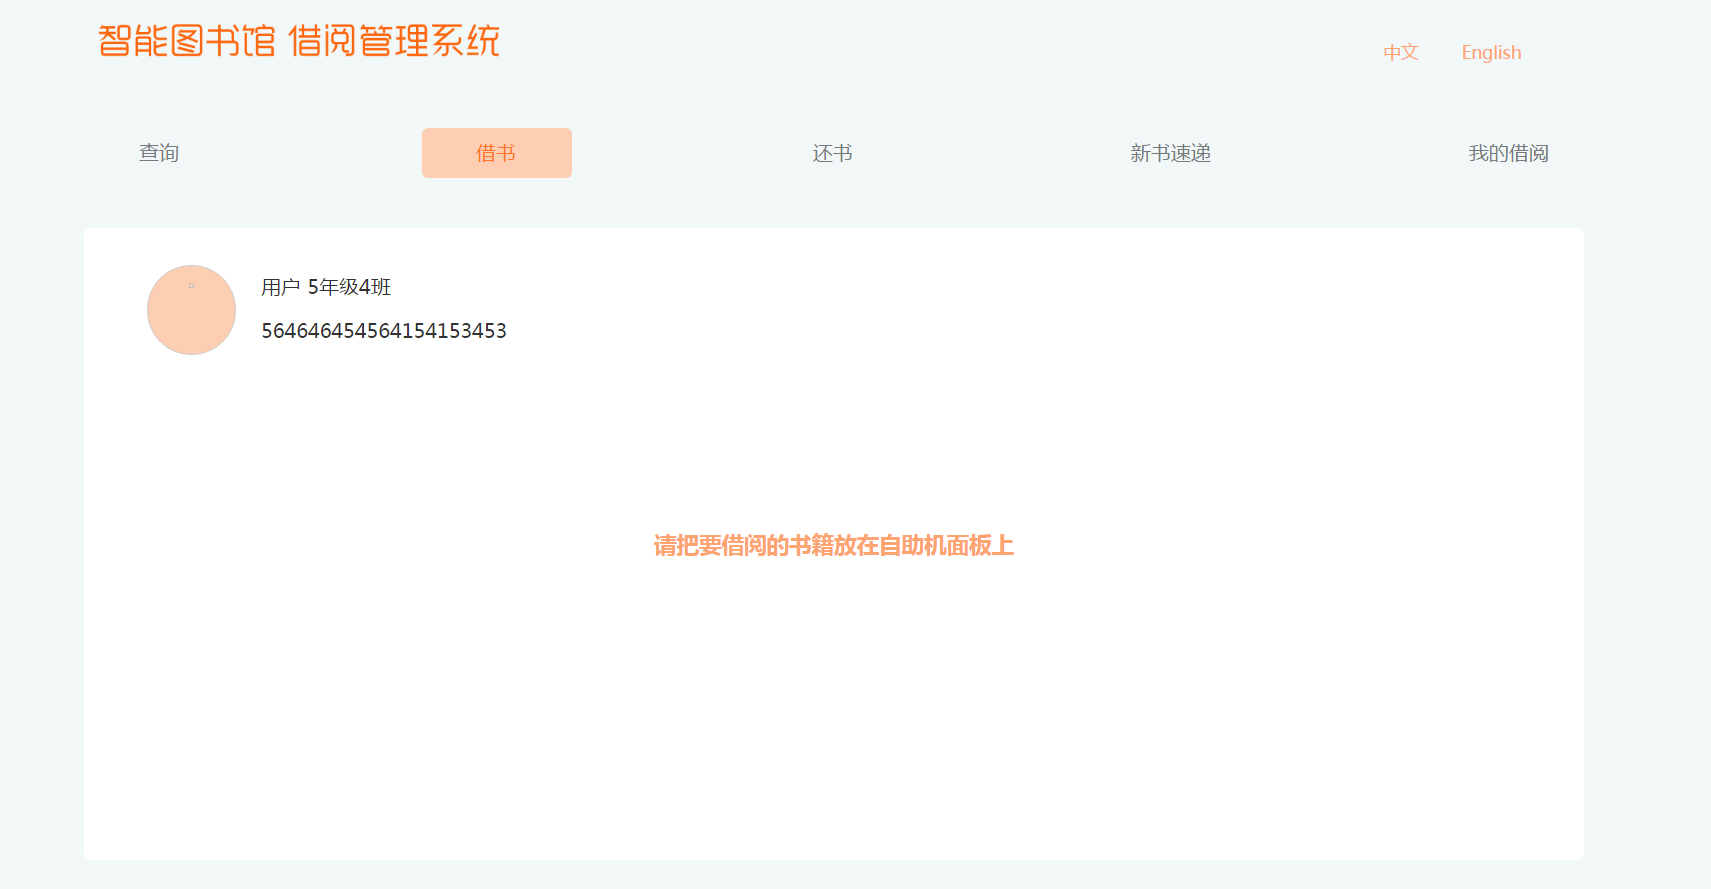 智能图书馆 借阅管理系统
中文 English
查询 借书 还书 新书速递 我的借阅
用户 5年级4班
564646454564154153453
请把要借阅的书籍放在自助机面板上